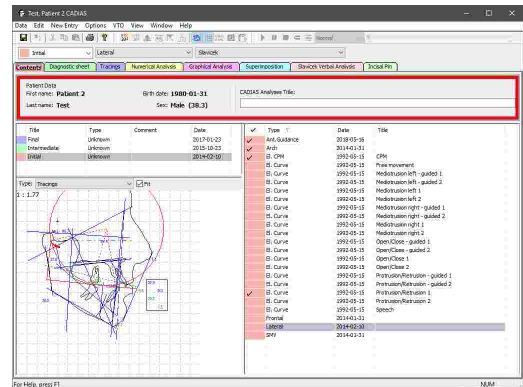 Test, Patient 2 CADIAS
Data Edit New Entry Options VTO View Window Help
Normal
Initial Lateral Slavicek
Contents Diagnostic sheet Tracings Numerical Analysis Graphical Analysis Superimposition Slavicek Verbal Analysis Incisal Pin
Patient Data
First name: Patient 2 Birth date: 1980-01-31 CADIAS Analyses Title:
Last name: Test Sex: Male (38.3)
Title Type Comment Date
Final Unknown 2017-01-23
Intermediate Unknown 2015-10-23
Initial Unknown 2014-02-10
Type: Tracings Fit
1 : 1.77
Type Date Title
Ant. Guidance 2018-05-16
Arch 2014-01-31
El. CPM 1992-05-15 CPM
El. Curve 1992-05-15 Free movement
El. Curve 1992-05-15 Mediotrusion left - guided 1
El. Curve 1992-05-15 Mediotrusion left - guided 2
El. Curve 1992-05-15 Mediotrusion left 1
El. Curve 1992-05-15 Mediotrusion left 2
El. Curve 1992-05-15 Mediotrusion right - guided 1
El. Curve 1992-05-15 Mediotrusion right - guided 2
El. Curve 1992-05-15 Mediotrusion right 1
El. Curve 1992-05-15 Mediotrusion right 2
El. Curve 1992-05-15 Open/Close - guided 1
El. Curve 1992-05-15 Open/Close - guided 2
El. Curve 1992-05-15 Open/Close 1
El. Curve 1992-05-15 Open/Close 2
El. Curve 1992-05-15 Protrusion/Retrusion - guided 1
El. Curve 1992-05-15 Protrusion/Retrusion - guided 2
El. Curve 1992-05-15 Protrusion/Retrusion 1
El. Curve 1992-05-15 Protrusion/Retrusion 2
El. Curve 1992-05-15 Speech
Frontal 2014-01-31
Lateral 2014-02-10
SMV 2014-01-31
For Help, press F1 NUM